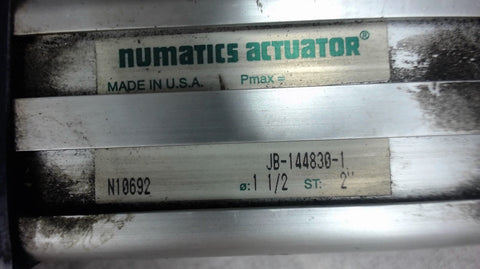 numatics actuator®
MADE IN U.S.A. Pmax =
JB-144830-1
N10692 ø:1 1/2 ST: 2"